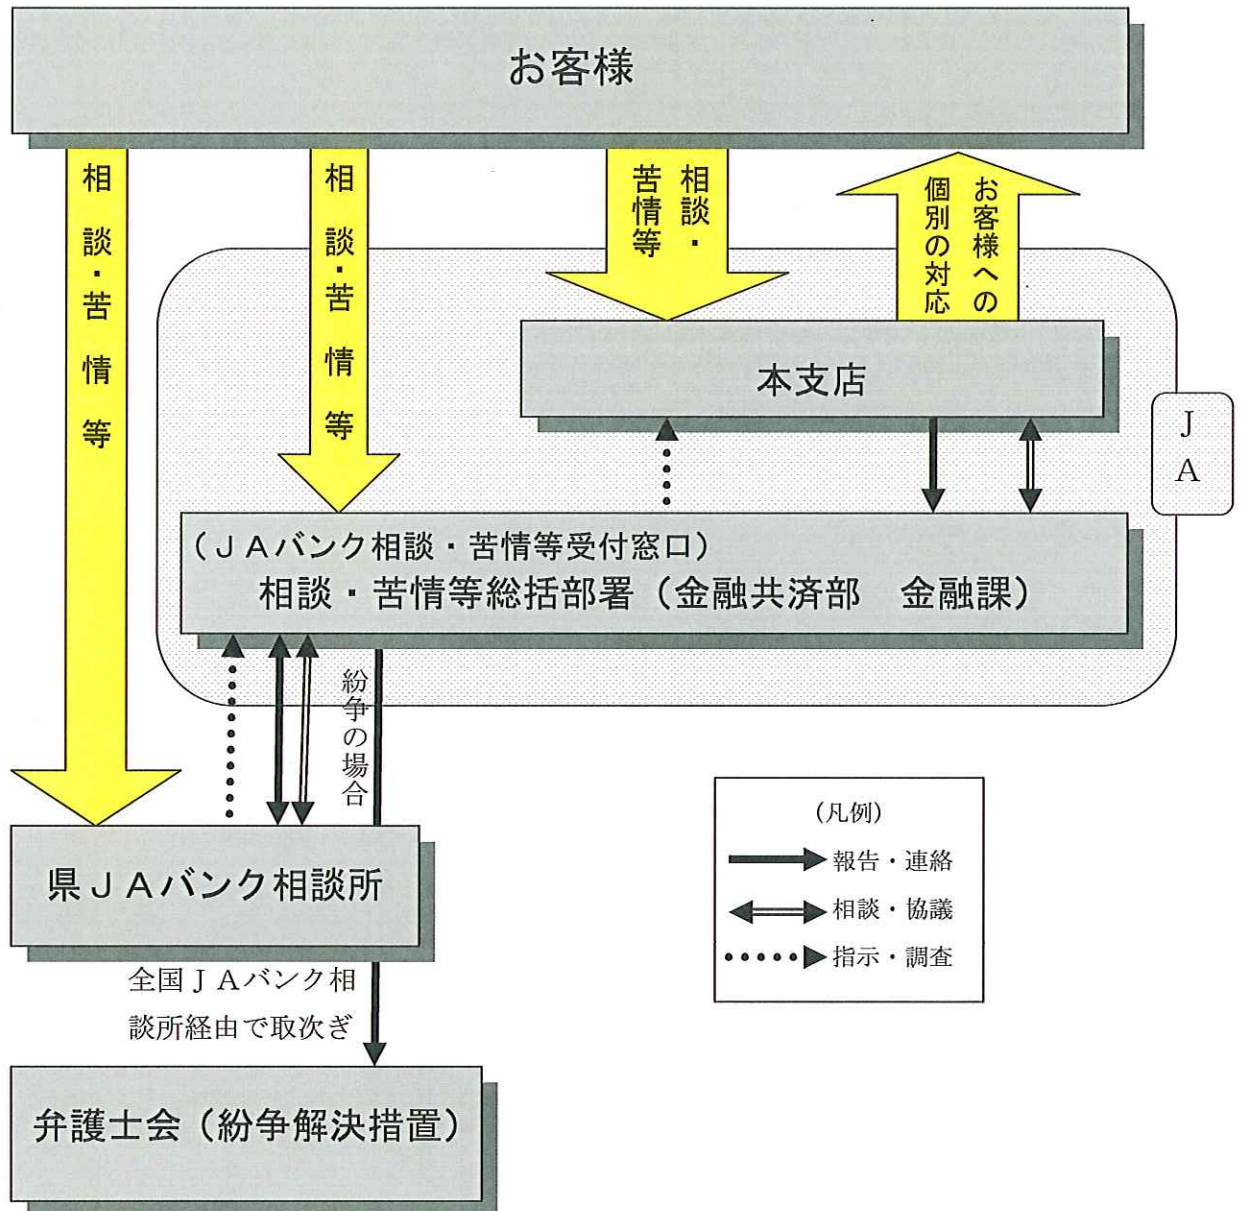 お客様
相談・苦情等
相談・苦情等
相談・
苦情等
お客様への
個別の対応
本支店
JA
(JAバンク相談・苦情等受付窓口)
相談・苦情等総括部署(金融共済部 金融課)
紛争の場合
県JAバンク相談所
(凡例)
報告・連絡
相談・協議
指示・調査
全国JAバンク相
談所経由で取次ぎ
弁護士会(紛争解決措置)